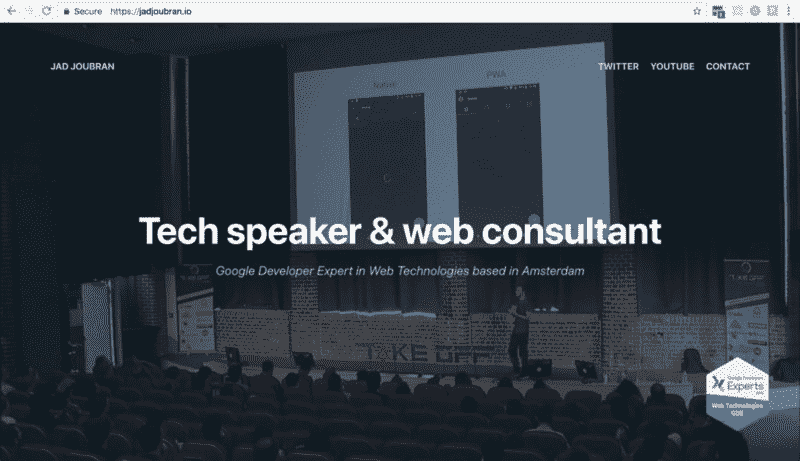 Secure
https://jadjoubran.io
JAD JOUBRAN
TWITTER YOUTUBE CONTACT
Native
PWA
Tech speaker & web consultant
Google Developer Expert in Web Technologies based in Amsterdam
TAKE OFF
Google Developers
Experts
Web Technologies
GDE